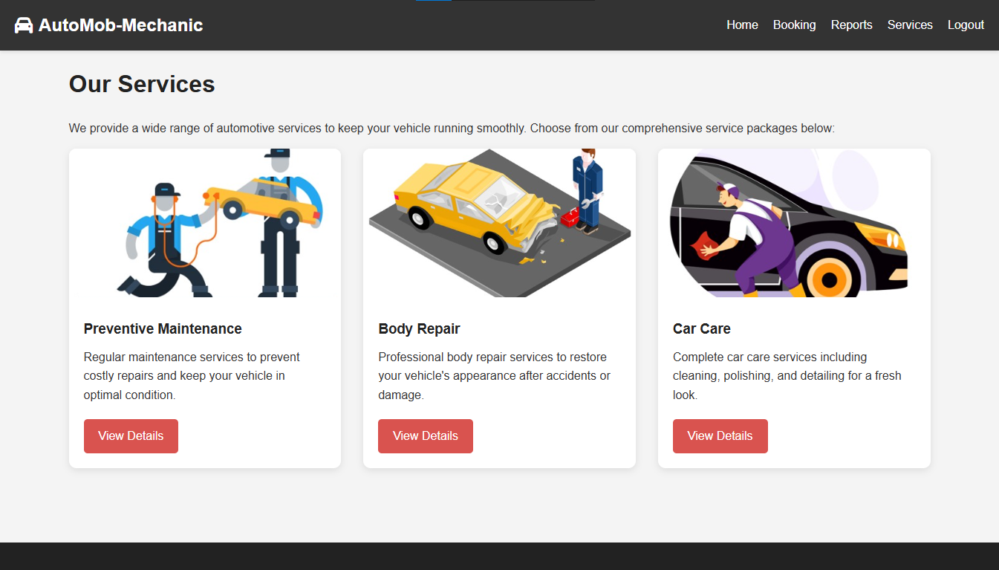 AutoMob-Mechanic
Home Booking Reports Services Logout
Our Services
We provide a wide range of automotive services to keep your vehicle running smoothly. Choose from our comprehensive service packages below:
Preventive Maintenance
Regular maintenance services to prevent
costly repairs and keep your vehicle in
optimal condition.
View Details
Body Repair
Professional body repair services to restore
your vehicle's appearance after accidents or
damage.
View Details
Car Care
Complete car care services including
cleaning, polishing, and detailing for a fresh
look.
View Details